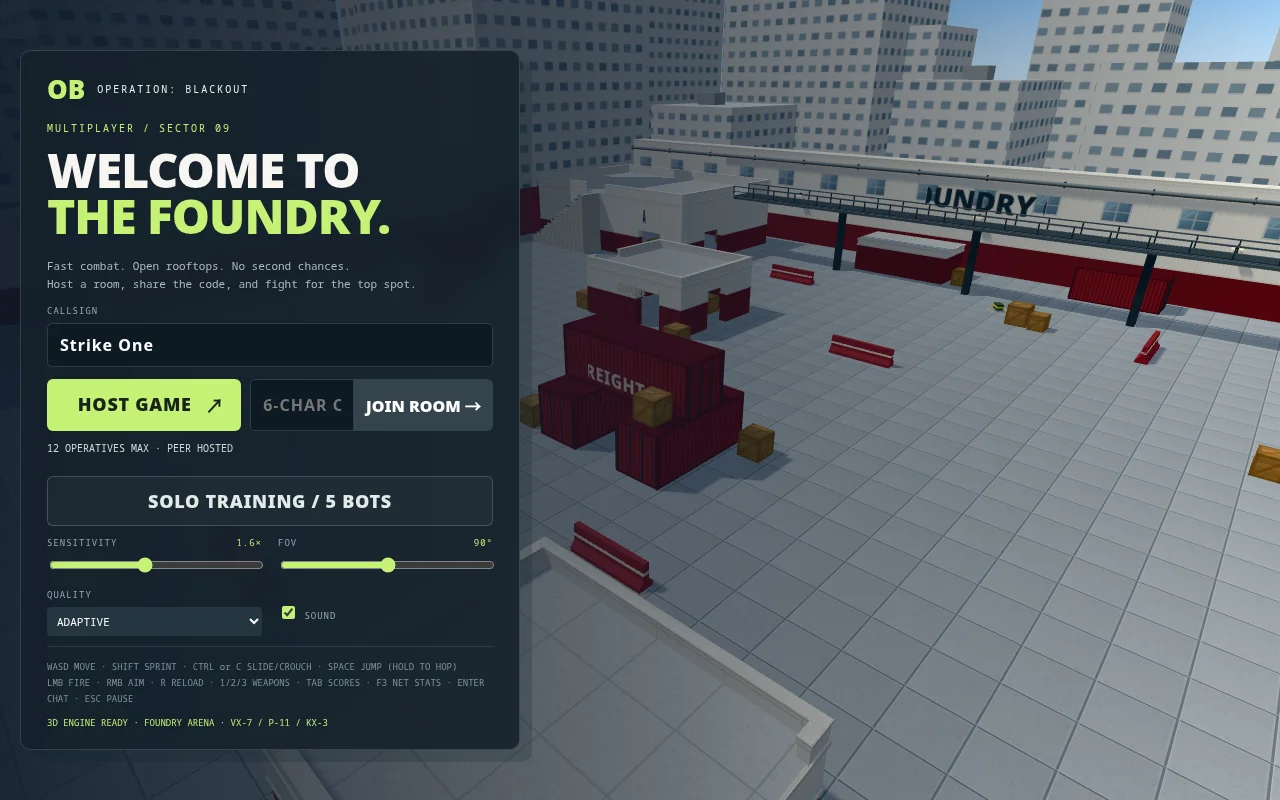 OB OPERATION: BLACKOUT
MULTIPLAYER / SECTOR 09
WELCOME TO
THE FOUNDRY.
Fast combat. Open rooftops. No second chances.
Host a room, share the code, and fight for the top spot.
CALLSIGN
Strike One
HOST GAME ↗ 6-CHAR C JOIN ROOM →
12 OPERATIVES MAX · PEER HOSTED
SOLO TRAINING / 5 BOTS
SENSITIVITY 1.6× FOV 90°
QUALITY
ADAPTIVE SOUND
WASD MOVE · SHIFT SPRINT · CTRL or C SLIDE/CROUCH · SPACE JUMP (HOLD TO HOP)
LMB FIRE · RMB AIM · R RELOAD · 1/2/3 WEAPONS · TAB SCORES · F3 NET STATS · ENTER
CHAT · ESC PAUSE
3D ENGINE READY · FOUNDRY ARENA · VX-7 / P-11 / KX-3
OUNDRY
REIGHT